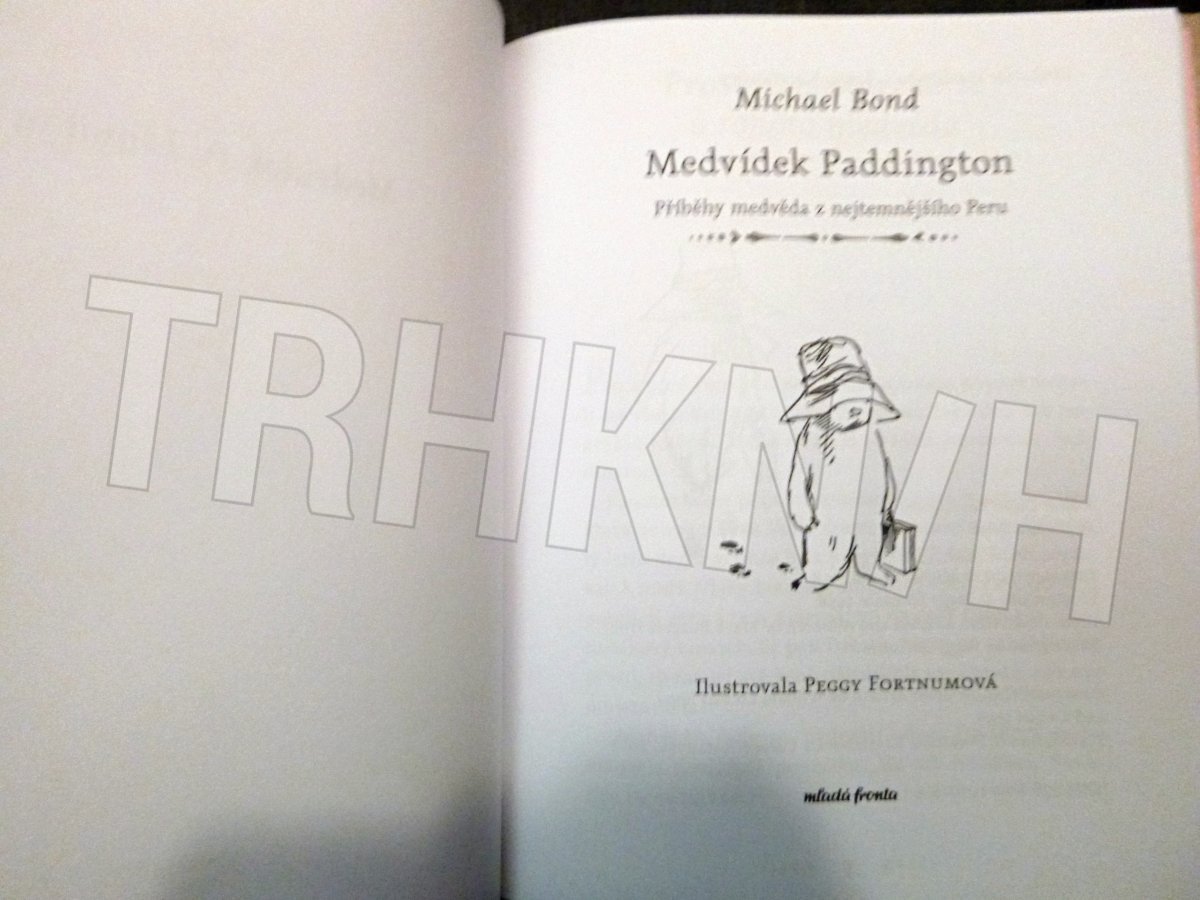 Michael Bond
Medvídek Paddington
Příběhy medvěda z nejtemnějšího Peru
TRHKNIH
Ilustrovala PEGGY FORTNUMOVÁ
mladá fronta